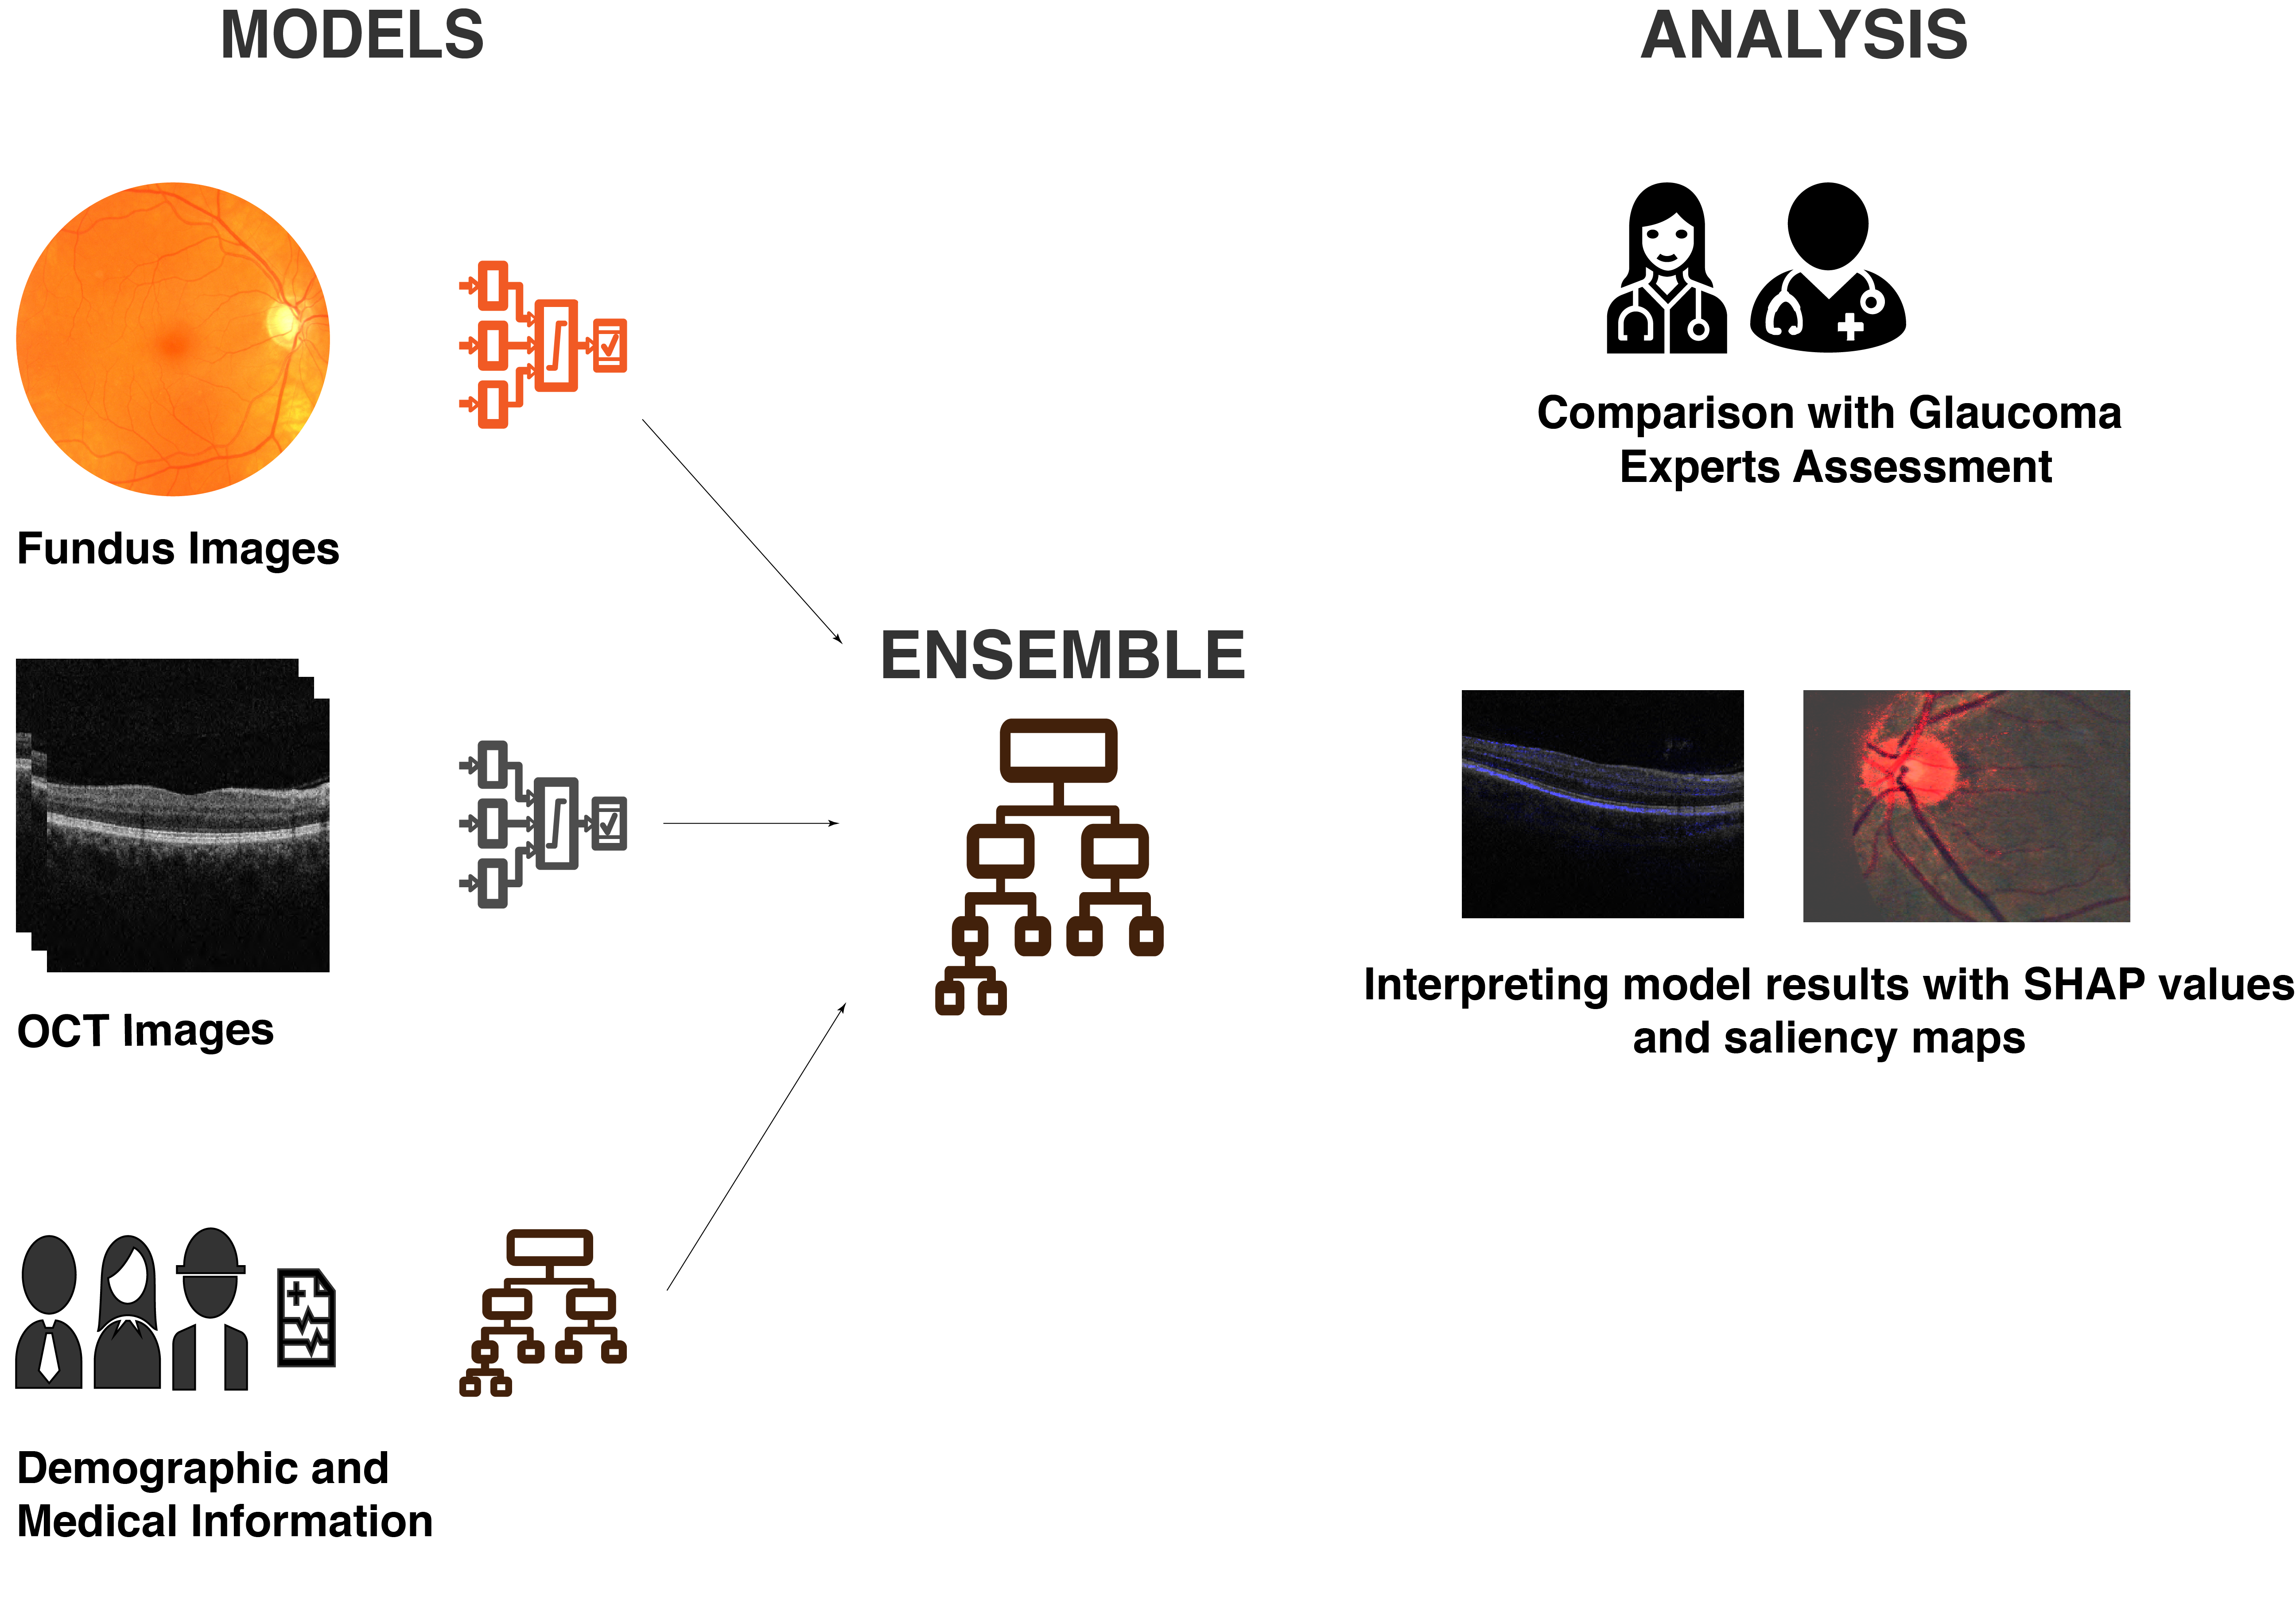 MODELS
ANALYSIS
Fundus Images
Comparison with Glaucoma
Experts Assessment
ENSEMBLE
OCT Images
Interpreting model results with SHAP values
and saliency maps
Demographic and
Medical Information